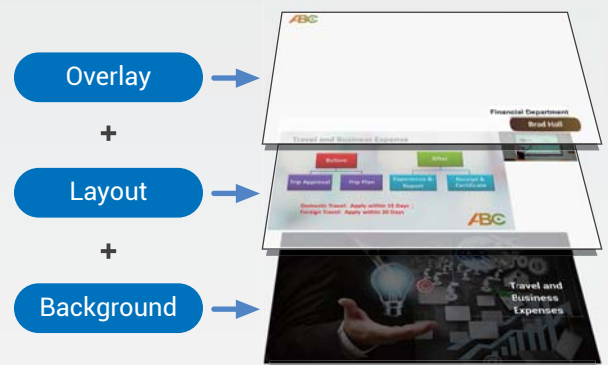 Overlay
+
Layout
+
Background
ABC
Financial Department
Brad Hall
Travel and Business Expense
Before
After
Trip Approval
Trip Plan
Experience &
Report
Receipt &
Certificate
Domestic Travel: Apply within 15 Days ;
Foreign Travel: Apply within 30 Days
ABC
Travel and
Business
Expenses